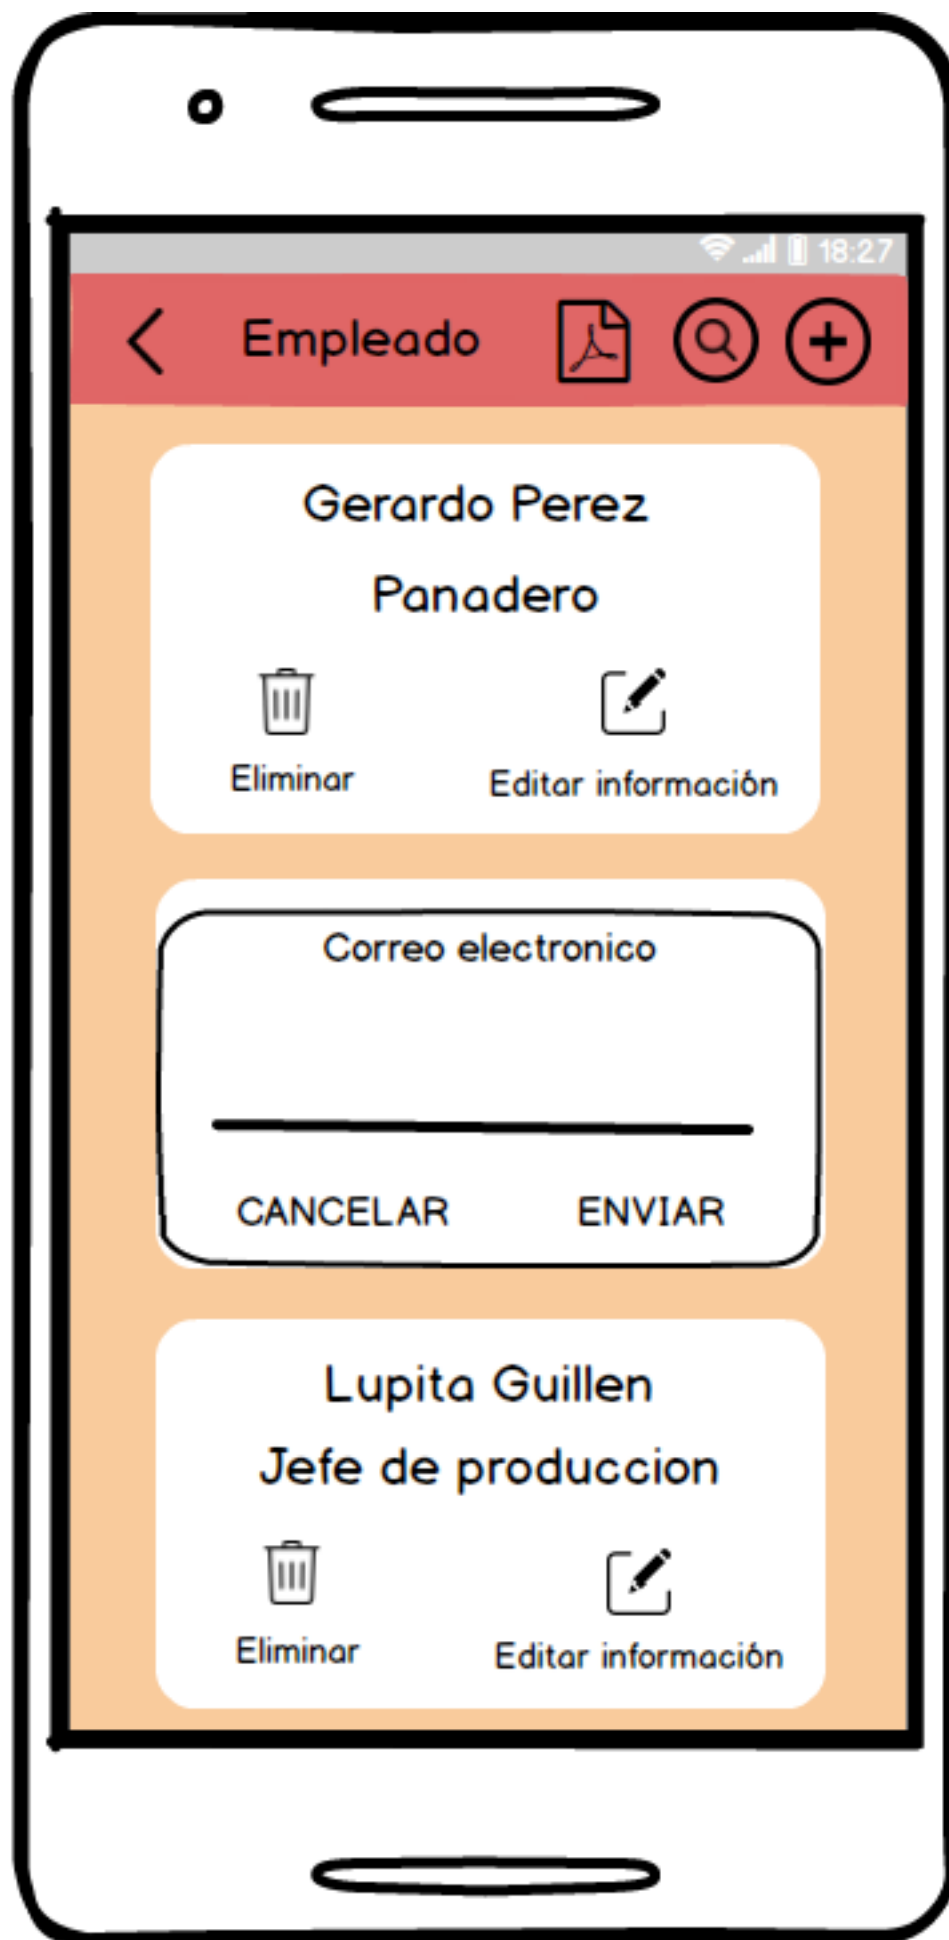 18:27
Empleado
Gerardo Perez
Panadero
Eliminar
Editar información
Correo electronico
CANCELAR ENVIAR
Lupita Guillen
Jefe de produccion
Eliminar
Editar información